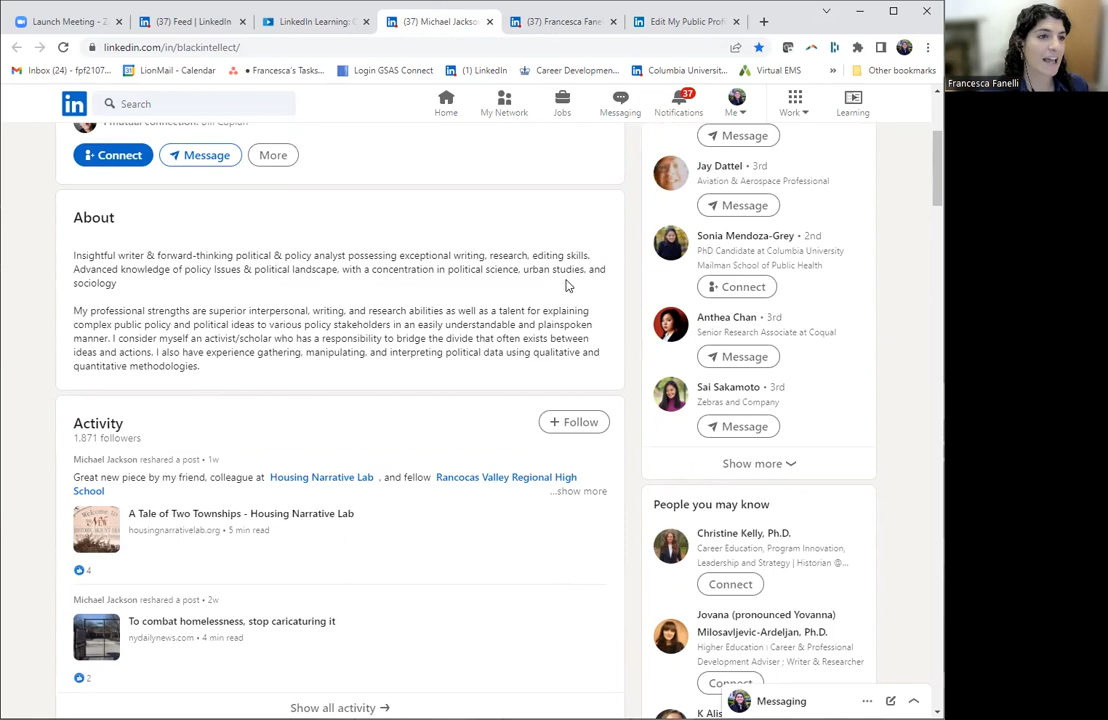 Launch Meeting - Z
(37) Feed | LinkedIn
LinkedIn Learning: C
(37) Michael Jackso
(37) Francesca Fane
Edit My Public Prof
linkedin.com/in/blackintellect/
Inbox (24) - fpf2107...
LionMail - Calendar
Francesca's Tasks...
Login GSAS Connect
(1) LinkedIn
Career Developmen...
Columbia Universit...
Virtual EMS
Other bookmarks
Francesca Fanelli
Search
Home
My Network
Jobs
Messaging
37
Notifications
Me
Work
Learning
1 mutual connection: Bill Caplan
Connect
Message
More
About
Insightful writer & forward-thinking political & policy analyst possessing exceptional writing, research, editing skills.
Advanced knowledge of policy Issues & political landscape, with a concentration in political science, urban studies, and
sociology
My professional strengths are superior interpersonal, writing, and research abilities as well as a talent for explaining
complex public policy and political ideas to various policy stakeholders in an easily understandable and plainspoken
manner. I consider myself an activist/scholar who has a responsibility to bridge the divide that often exists between
ideas and actions. I also have experience gathering, manipulating, and interpreting political data using qualitative and
quantitative methodologies.
Activity
1,871 followers
Follow
Michael Jackson reshared a post • 1w
Great new piece by my friend, colleague at Housing Narrative Lab , and fellow Rancocas Valley Regional High
School
...show more
A Tale of Two Townships - Housing Narrative Lab
housingnarrativelab.org • 5 min read
4
Michael Jackson reshared a post • 2w
To combat homelessness, stop caricaturing it
nydailynews.com • 4 min read
2
Show all activity
Message
Jay Dattel • 3rd
Aviation & Aerospace Professional
Message
Sonia Mendoza-Grey • 2nd
PhD Candidate at Columbia University
Mailman School of Public Health
Connect
Anthea Chan • 3rd
Senior Research Associate at Coqual
Message
Sai Sakamoto • 3rd
Zebras and Company
Message
Show more
People you may know
Christine Kelly, Ph.D.
Career Education, Program Innovation,
Leadership and Strategy | Historian @...
Connect
Jovana (pronounced Yovanna)
Milosavljevic-Ardeljan, Ph.D.
Higher Education | Career & Professional
Development Adviser ; Writer & Researcher
Connect
K Alis
Messaging